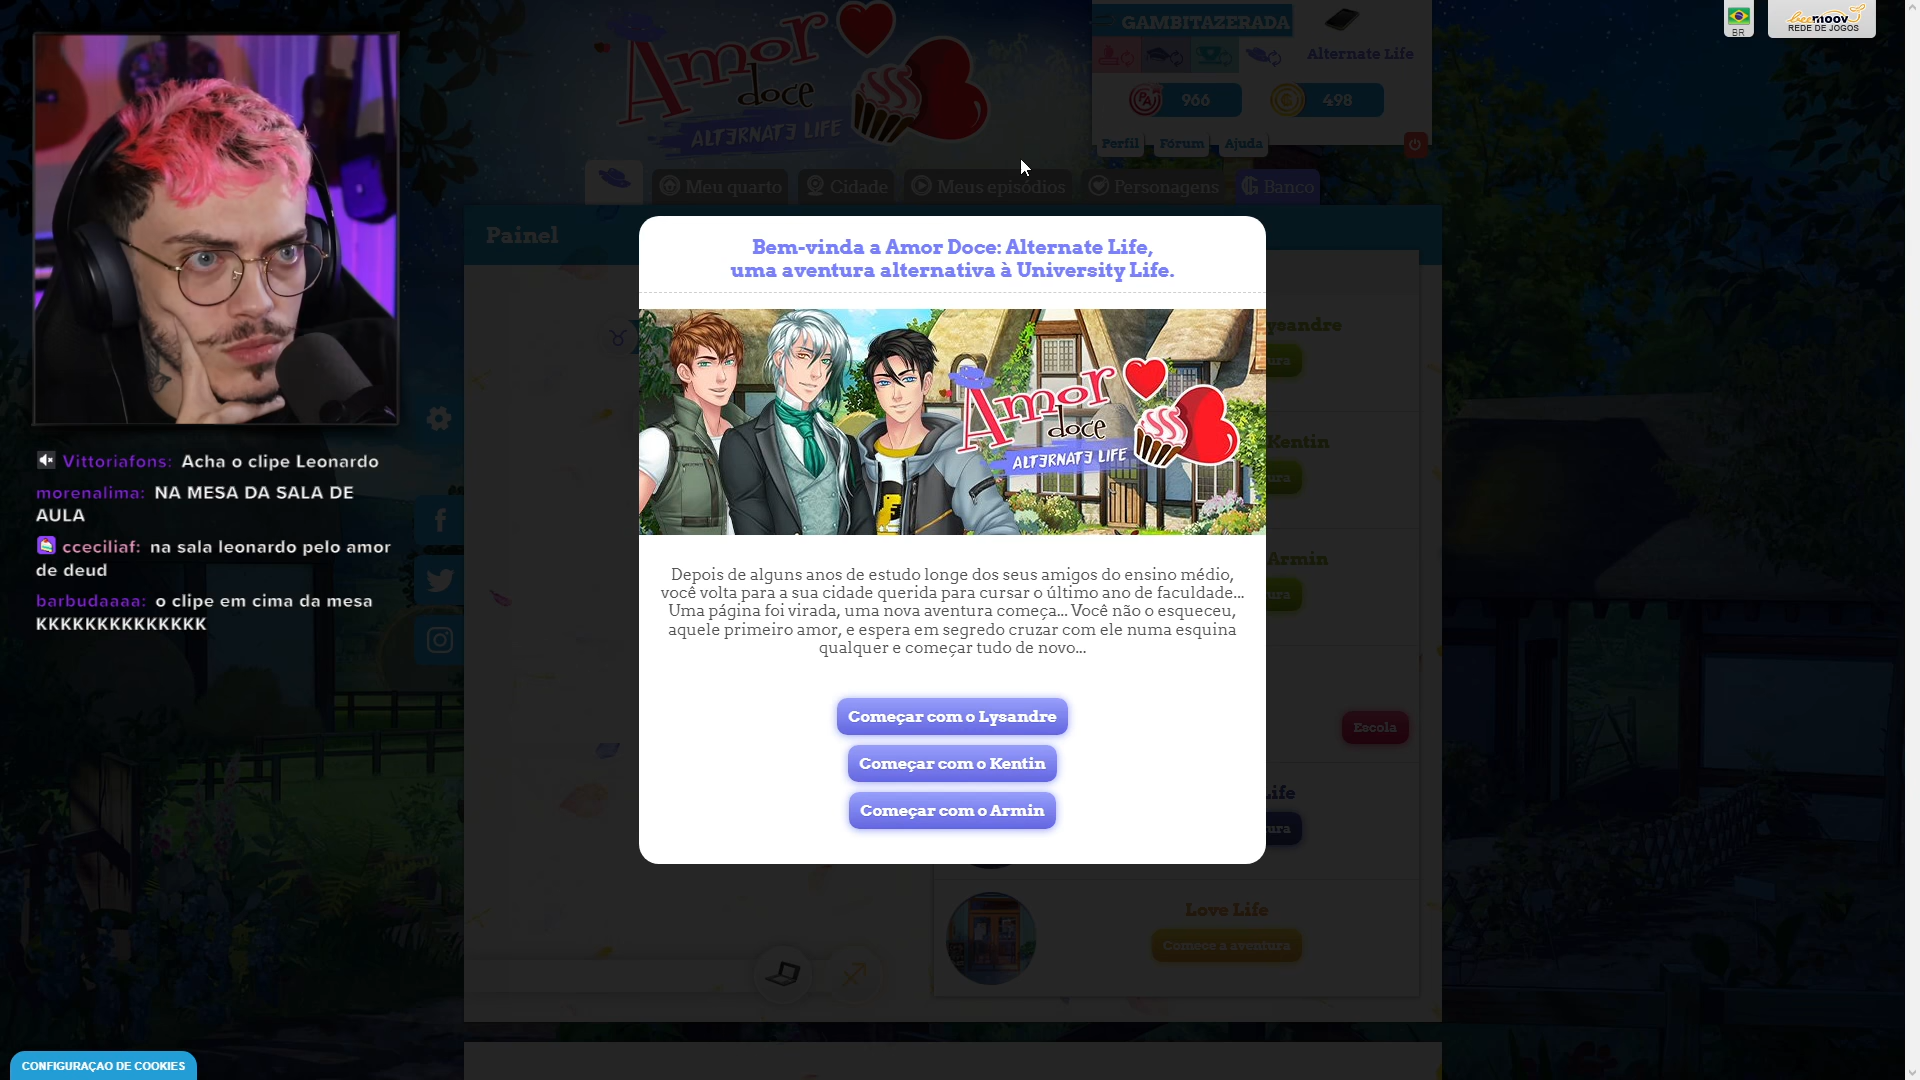 GAMBITAZERADA
Alternate Life
966
498
Perfil
Fórum
Ajuda
BR
beemoov
REDE DE JOGOS
Amor
doce
ALTERNATE LIFE
Meu quarto
Cidade
Meus episódios
Personagens
Banco
Painel
Bem-vinda a Amor Doce: Alternate Life,
uma aventura alternativa à University Life.
Amor
doce
ALTERNATE LIFE
Depois de alguns anos de estudo longe dos seus amigos do ensino médio,
você volta para a sua cidade querida para cursar o último ano de faculdade...
Uma página foi virada, uma nova aventura começa... Você não o esqueceu,
aquele primeiro amor, e espera em segredo cruzar com ele numa esquina
qualquer e começar tudo de novo...
Começar com o Lysandre
Começar com o Kentin
Começar com o Armin
Vittoriafons: Acha o clipe Leonardo
morenalima: NA MESA DA SALA DE
AULA
cceciliaf: na sala leonardo pelo amor
de deud
barbudaaaa: o clipe em cima da mesa
KKKKKKKKKKKKKK
Kentin
Armin
Escola
Love Life
Comece a aventura
CONFIGURAÇAO DE COOKIES